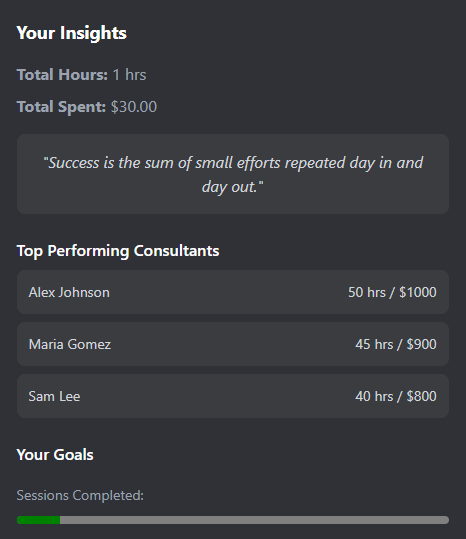 Your Insights
Total Hours: 1 hrs
Total Spent: $30.00
"Success is the sum of small efforts repeated day in and
day out."
Top Performing Consultants
Alex Johnson 50 hrs / $1000
Maria Gomez 45 hrs / $900
Sam Lee 40 hrs / $800
Your Goals
Sessions Completed: